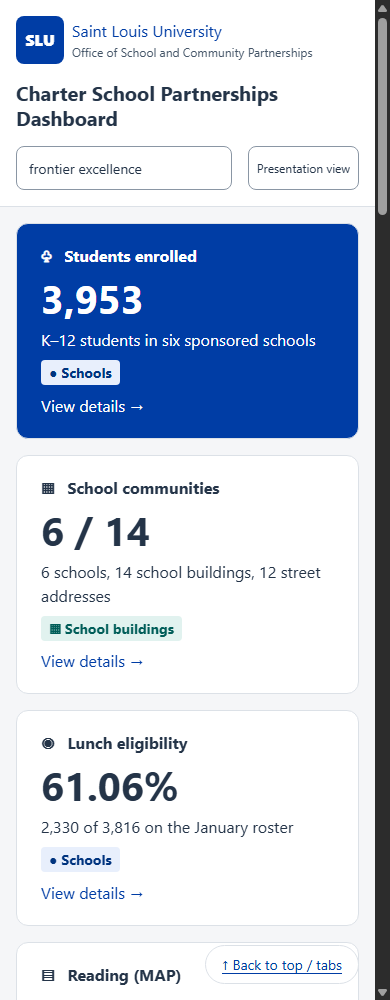 SLU
Saint Louis University
Office of School and Community Partnerships
Charter School Partnerships
Dashboard
frontier excellence
Presentation view
Students enrolled
3,953
K–12 students in six sponsored schools
● Schools
View details →
School communities
6 / 14
6 schools, 14 school buildings, 12 street
addresses
▦ School buildings
View details →
Lunch eligibility
61.06%
2,330 of 3,816 on the January roster
● Schools
View details →
Reading (MAP)
↑ Back to top / tabs